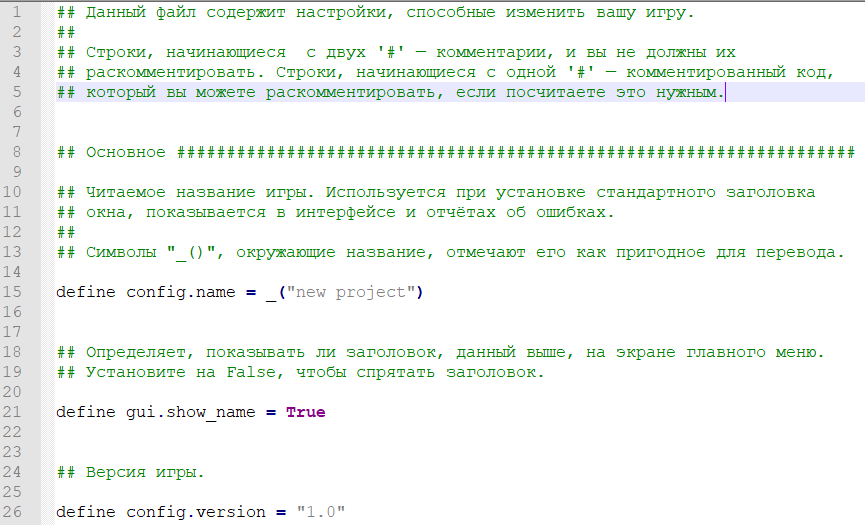 1 ## Данный файл содержит настройки, способные изменить вашу игру.
2 ##
3 ## Строки, начинающиеся  с двух '#' — комментарии, и вы не должны их
4 ## раскомментировать. Строки, начинающиеся с одной '#' — комментированный код,
5 ## который вы можете раскомментировать, если посчитаете это нужным.
6
7
8 ## Основное ####################################################################
9
10 ## Читаемое название игры. Используется при установке стандартного заголовка
11 ## окна, показывается в интерфейсе и отчётах об ошибках.
12 ##
13 ## Символы "_()", окружающие название, отмечают его как пригодное для перевода.
14
15 define config.name = _("new project")
16
17
18 ## Определяет, показывать ли заголовок, данный выше, на экране главного меню.
19 ## Установите на False, чтобы спрятать заголовок.
20
21 define gui.show_name = True
22
23
24 ## Версия игры.
25
26 define config.version = "1.0"